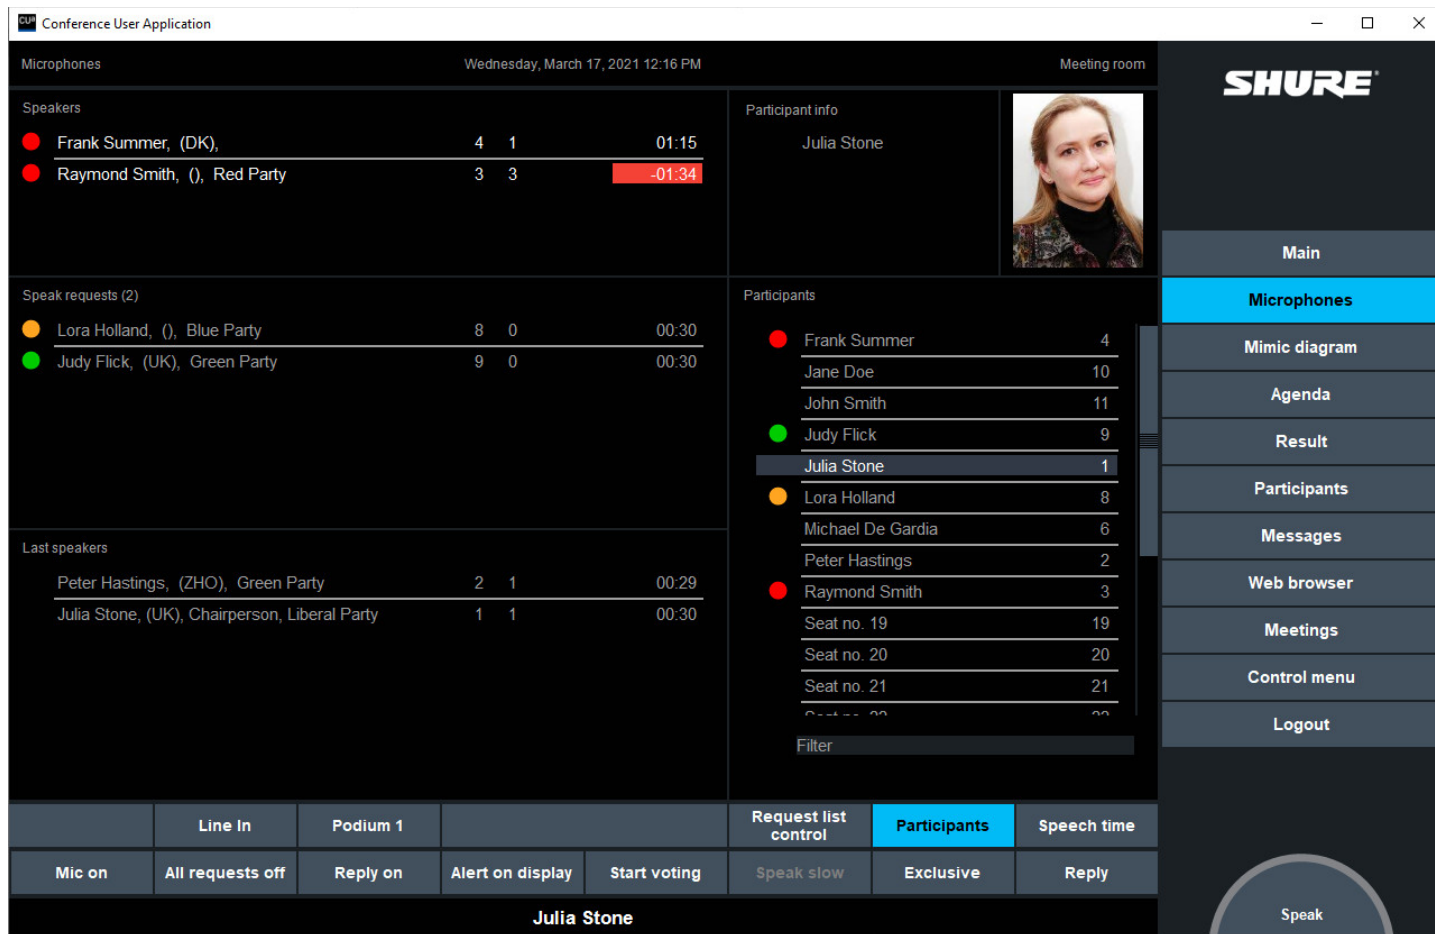 CUa Conference User Application
Microphones Wednesday, March 17, 2021 12:16 PM Meeting room
SHURE
Speakers
Frank Summer, (DK), 4 1 01:15
Raymond Smith, (), Red Party 3 3 -01:34
Participant info
Julia Stone
Speak requests (2)
Lora Holland, (), Blue Party 8 0 00:30
Judy Flick, (UK), Green Party 9 0 00:30
Last speakers
Peter Hastings, (ZHO), Green Party 2 1 00:29
Julia Stone, (UK), Chairperson, Liberal Party 1 1 00:30
Participants
Frank Summer 4
Jane Doe 10
John Smith 11
Judy Flick 9
Julia Stone 1
Lora Holland 8
Michael De Gardia 6
Peter Hastings 2
Raymond Smith 3
Seat no. 19 19
Seat no. 20 20
Seat no. 21 21
Filter
Main
Microphones
Mimic diagram
Agenda
Result
Participants
Messages
Web browser
Meetings
Control menu
Logout
Line In Podium 1 Request list control Participants Speech time
Mic on All requests off Reply on Alert on display Start voting Speak slow Exclusive Reply
Julia Stone
Speak